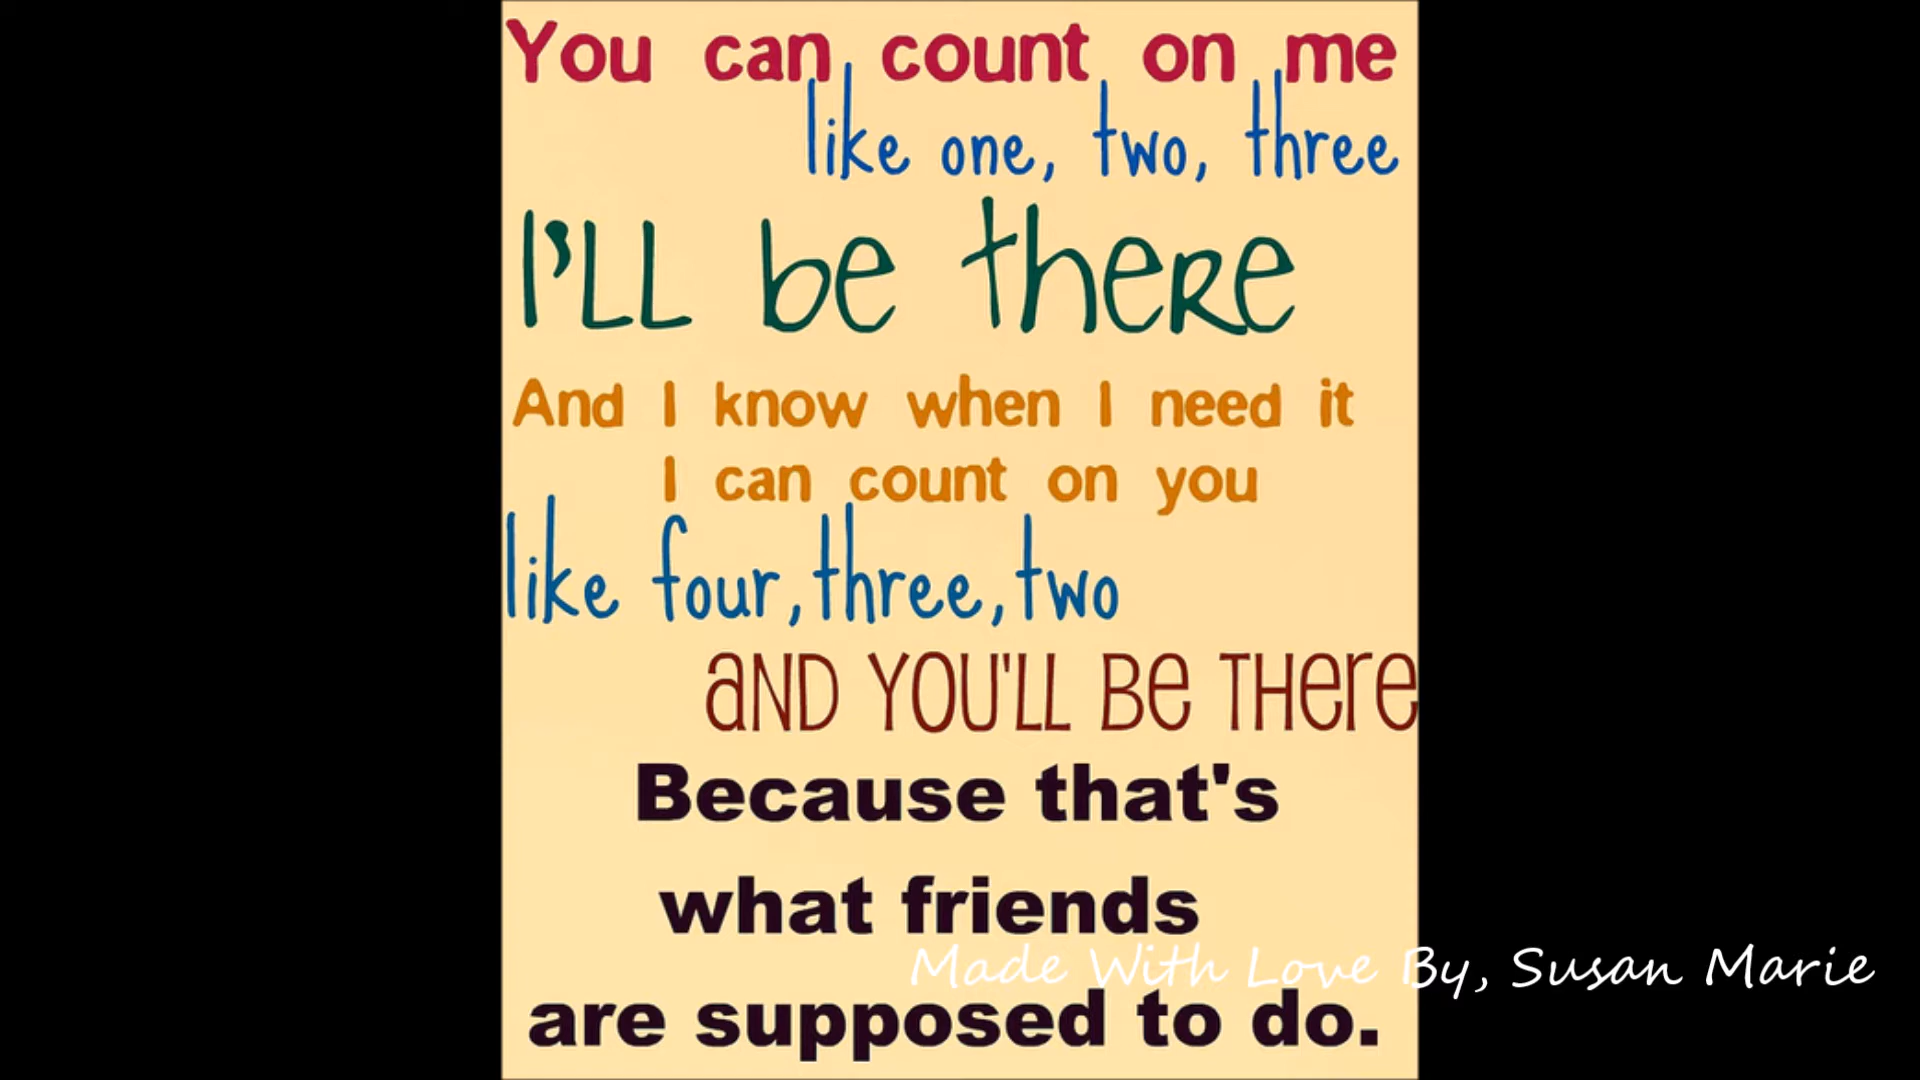 You can count on me
like one, two, three
I'LL be theRe
And I know when I need it
I can count on you
like four,three,two
aND YOU'LL Be THere
Because that's
what friends
Made With Love By, Susan Marie
are supposed to do.